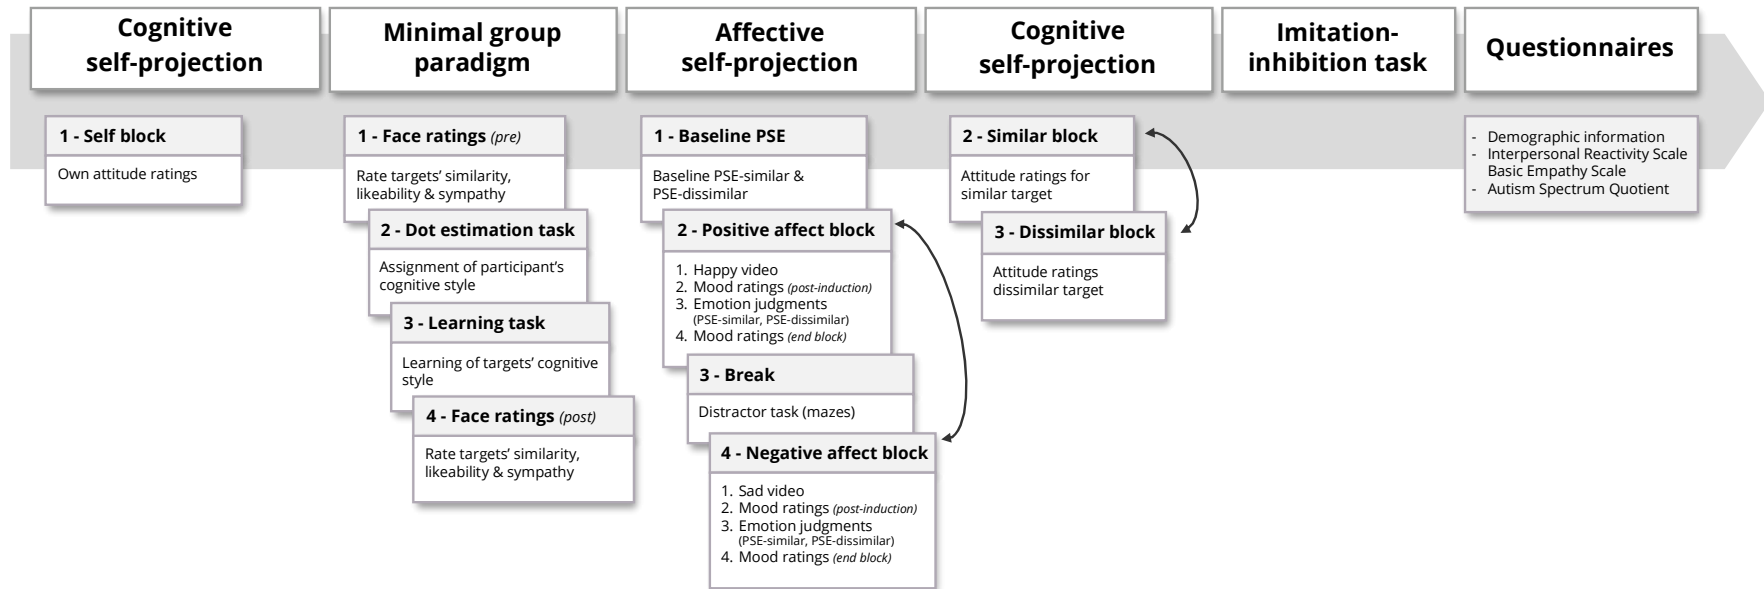 Cognitive
self-projection
Minimal group
paradigm
Affective
self-projection
Cognitive
self-projection
Imitation-
inhibition task
Questionnaires
1 - Self block
Own attitude ratings
1 - Face ratings (pre)
Rate targets’ similarity,
likeability & sympathy
2 - Dot estimation task
Assignment of participant’s
cognitive style
3 - Learning task
Learning of targets’ cognitive
style
4 - Face ratings (post)
Rate targets’ similarity,
likeability & sympathy
1 - Baseline PSE
Baseline PSE-similar &
PSE-dissimilar
2 - Positive affect block
1. Happy video
2. Mood ratings (post-induction)
3. Emotion judgments
(PSE-similar, PSE-dissimilar)
4. Mood ratings (end block)
3 - Break
Distractor task (mazes)
4 - Negative affect block
1. Sad video
2. Mood ratings (post-induction)
3. Emotion judgments
(PSE-similar, PSE-dissimilar)
4. Mood ratings (end block)
2 - Similar block
Attitude ratings for
similar target
3 - Dissimilar block
Attitude ratings
dissimilar target
- Demographic information
- Interpersonal Reactivity Scale
Basic Empathy Scale
- Autism Spectrum Quotient